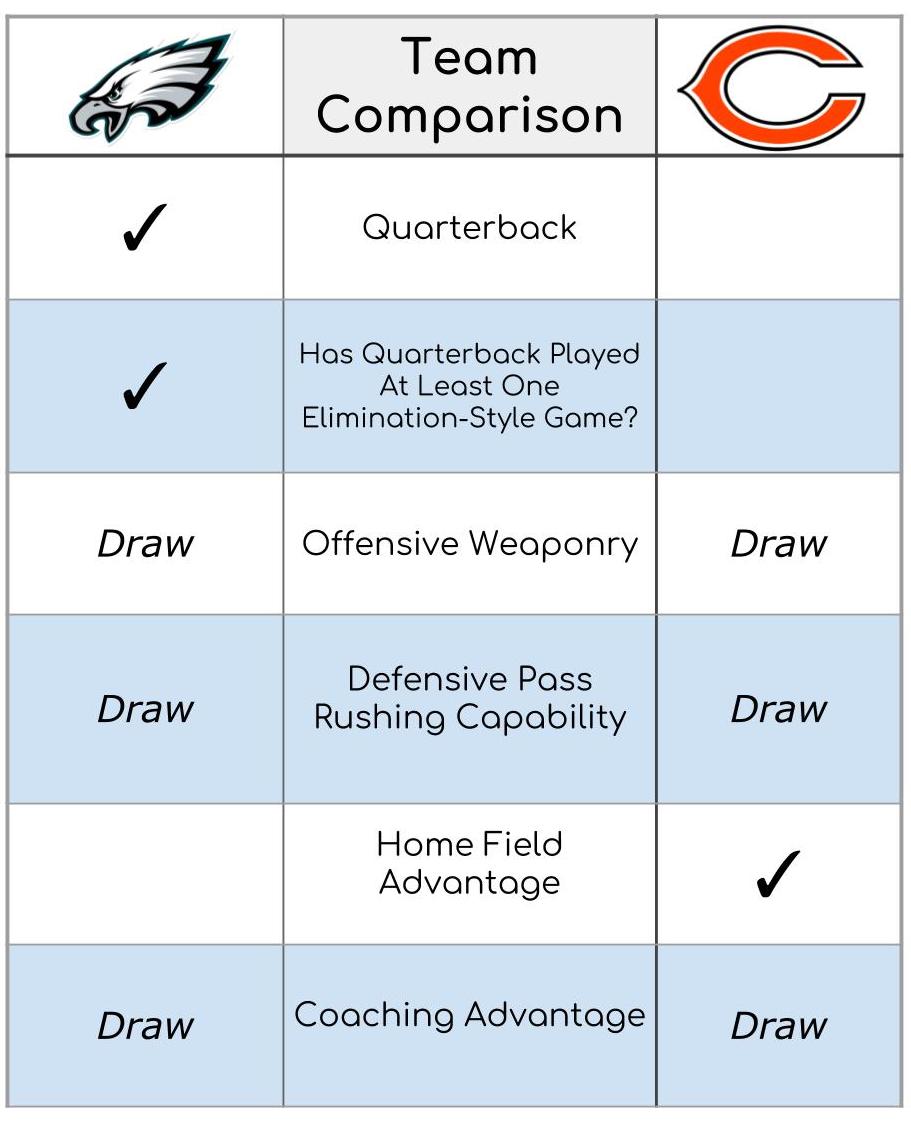 Team
Comparison
✓ Quarterback
✓ Has Quarterback Played
At Least One
Elimination-Style Game?
Draw Offensive Weaponry Draw
Draw Defensive Pass
Rushing Capability Draw
Home Field
Advantage ✓
Draw Coaching Advantage Draw